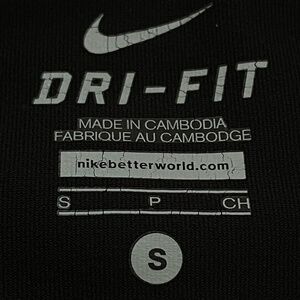 DRI-FIT
MADE IN CAMBODIA
FABRIQUE AU CAMBODGE
nikebetterworld.com
S P CH
S